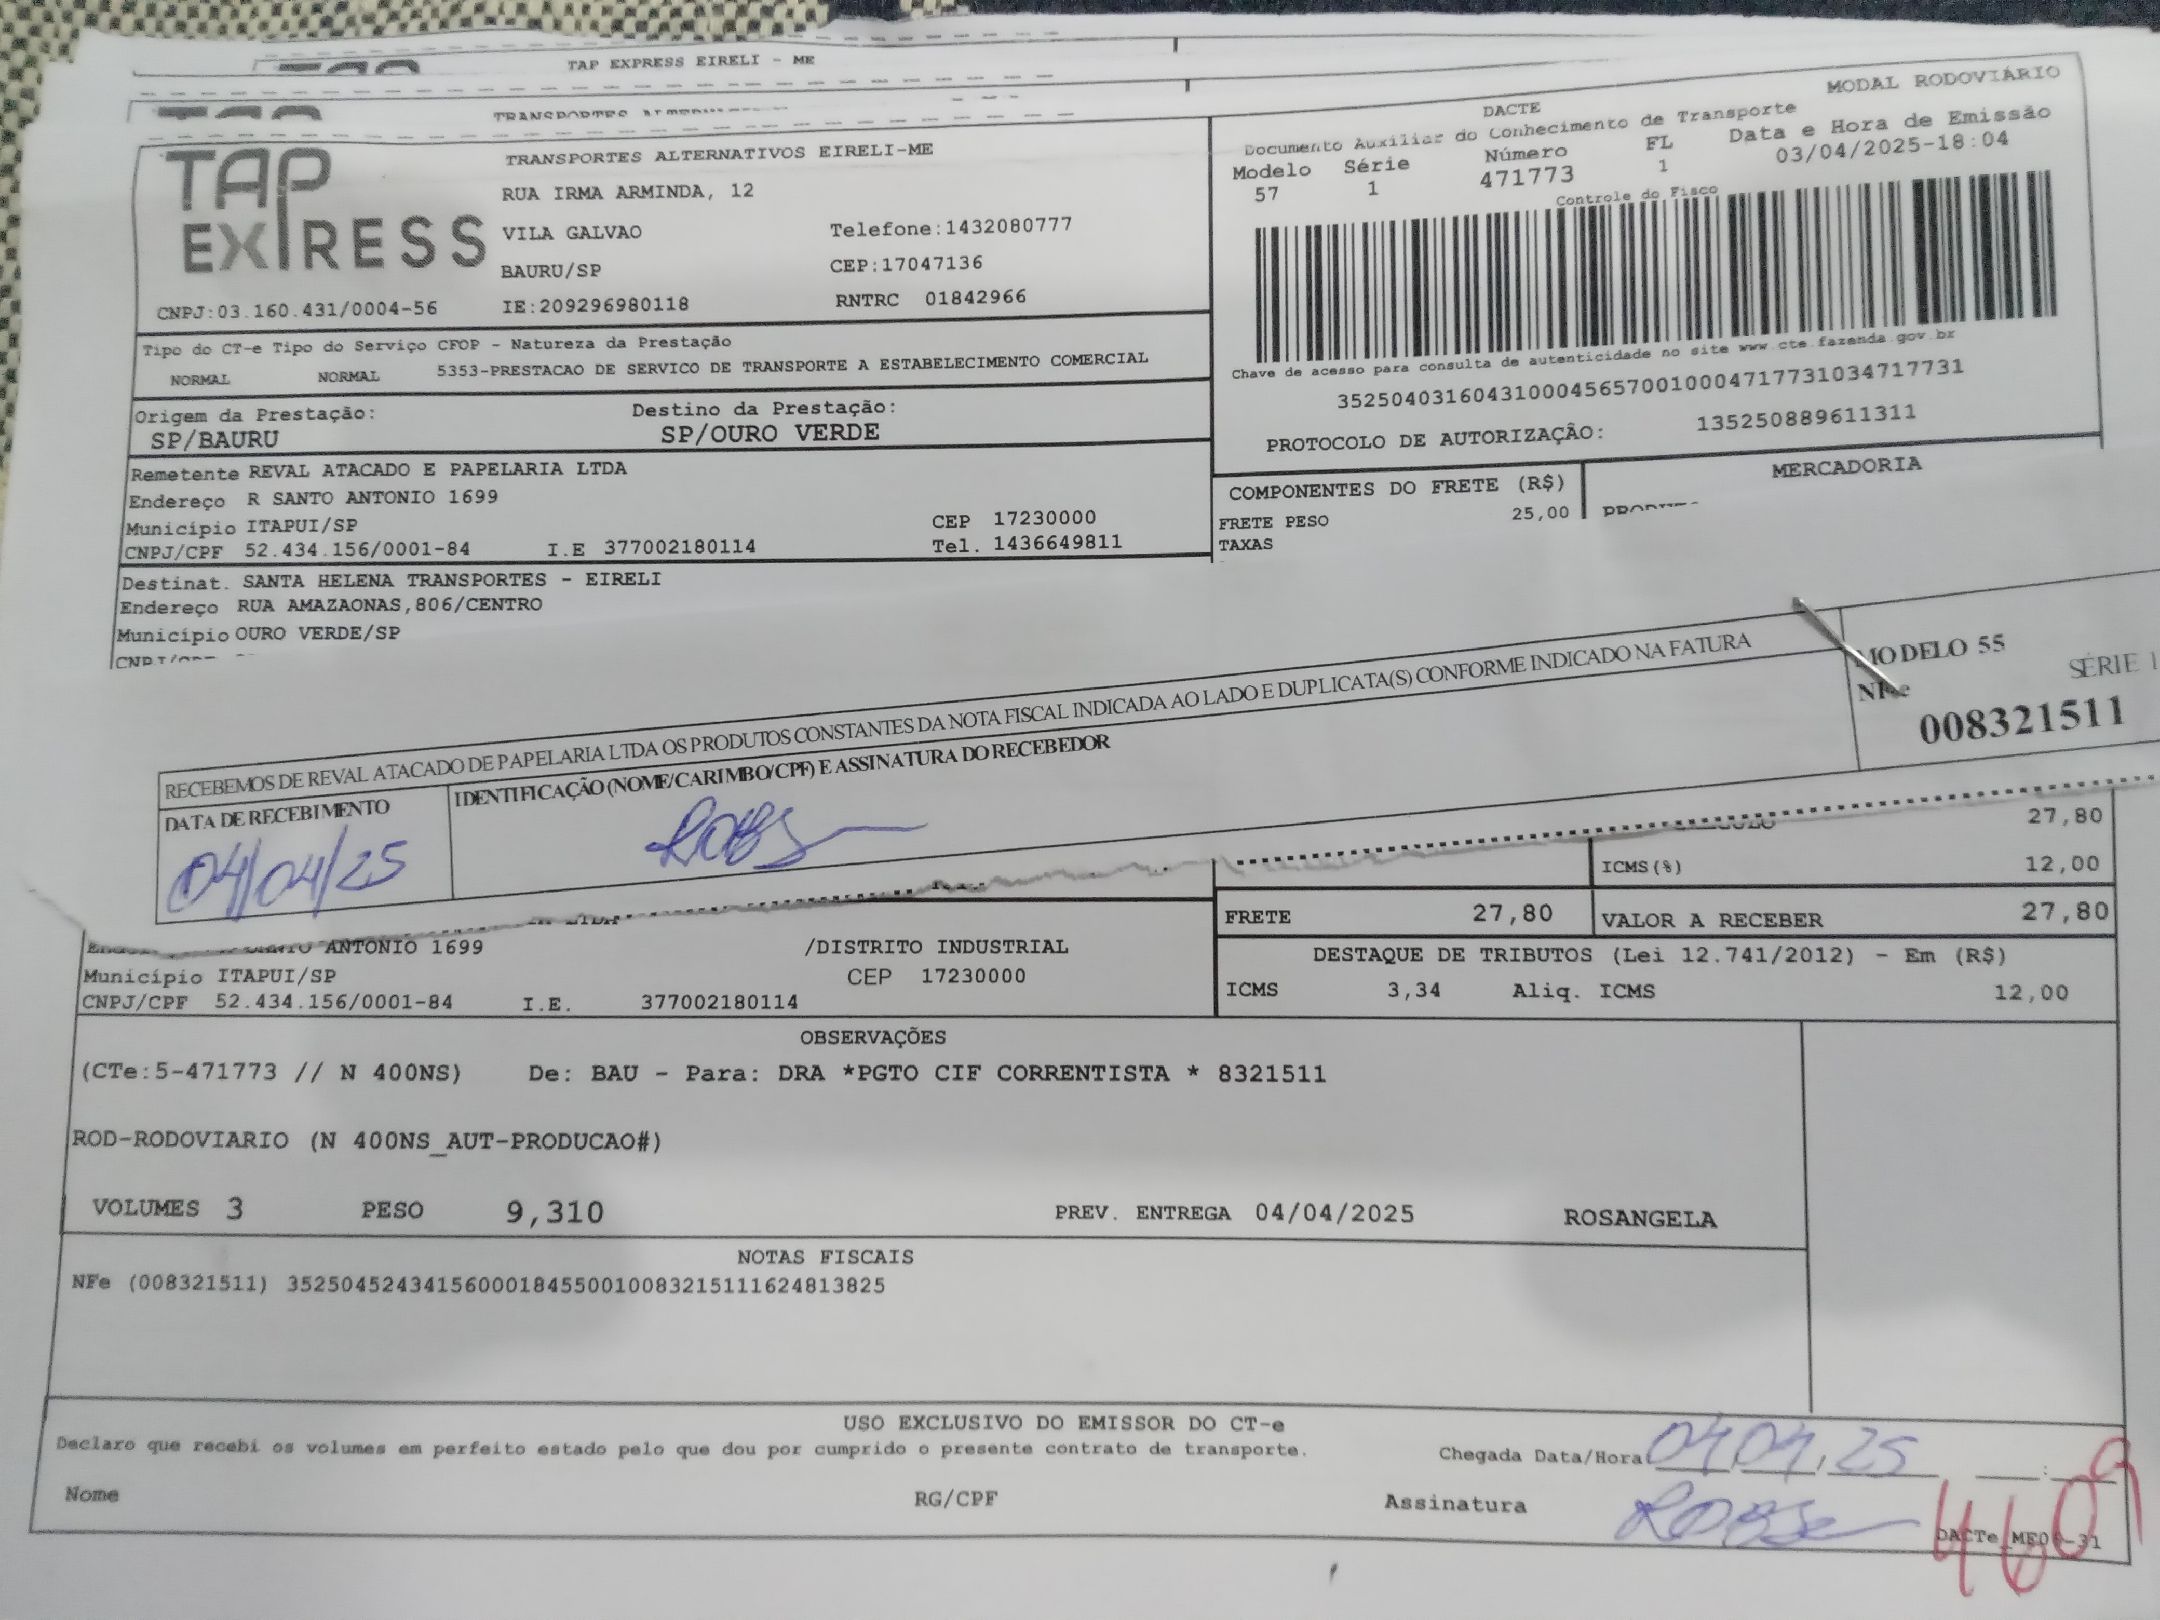 TAP EXPRESS EIRELI - ME
TAP EXPRESS
TRANSPORTES ALTERNATIVOS EIRELI-ME
RUA IRMA ARMINDA, 12
VILA GALVAO Telefone:1432080777
BAURU/SP CEP:17047136
CNPJ:03.160.431/0004-56 IE:209296980118 RNTRC 01842966
MODAL RODOVIÁRIO
DACTE
Documento Auxiliar do Conhecimento de Transporte
Modelo Série Número FL Data e Hora de Emissão
57 1 471773 1 03/04/2025-18:04
Controle do Fisco
Chave de acesso para consulta de autenticidade no site www.cte.fazenda.gov.br
35250403160431000456570010004717731034717731
PROTOCOLO DE AUTORIZAÇÃO: 135250889611311
Tipo do CT-e Tipo do Serviço CFOP - Natureza da Prestação
NORMAL NORMAL 5353-PRESTACAO DE SERVICO DE TRANSPORTE A ESTABELECIMENTO COMERCIAL
Origem da Prestação: Destino da Prestação:
SP/BAURU SP/OURO VERDE
Remetente REVAL ATACADO E PAPELARIA LTDA
Endereço R SANTO ANTONIO 1699
Município ITAPUI/SP CEP 17230000
CNPJ/CPF 52.434.156/0001-84 I.E 377002180114 Tel. 1436649811
COMPONENTES DO FRETE (R$) MERCADORIA
FRETE PESO 25,00
TAXAS
Destinat. SANTA HELENA TRANSPORTES - EIRELI
Endereço RUA AMAZAONAS,806/CENTRO
Município OURO VERDE/SP
RECEBEMOS DE REVAL ATACADO DE PAPELARIA LTDA OS PRODUTOS CONSTANTES DA NOTA FISCAL INDICADA AO LADO E DUPLICATA(S) CONFORME INDICADO NA FATURA
MODELO 55
NFe SÉRIE 1
008321511
DATA DE RECEBIMENTO IDENTIFICAÇÃO (NOME/CARIMBO/CPF) E ASSINATURA DO RECEBEDOR
04/04/25
27,80
ICMS(%) 12,00
FRETE 27,80 VALOR A RECEBER 27,80
ANTONIO 1699 /DISTRITO INDUSTRIAL
Município ITAPUI/SP CEP 17230000
CNPJ/CPF 52.434.156/0001-84 I.E. 377002180114
DESTAQUE DE TRIBUTOS (Lei 12.741/2012) - Em (R$)
ICMS 3,34 Aliq. ICMS 12,00
OBSERVAÇÕES
(CTe:5-471773 // N 400NS) De: BAU - Para: DRA *PGTO CIF CORRENTISTA * 8321511
ROD-RODOVIARIO (N 400NS_AUT-PRODUCAO#)
VOLUMES 3 PESO 9,310 PREV. ENTREGA 04/04/2025 ROSANGELA
NOTAS FISCAIS
NFe (008321511) 35250452434156000184550010083215111624813825
USO EXCLUSIVO DO EMISSOR DO CT-e
Declaro que recebi os volumes em perfeito estado pelo que dou por cumprido o presente contrato de transporte.
Chegada Data/Hora 04,04,25
Nome RG/CPF Assinatura